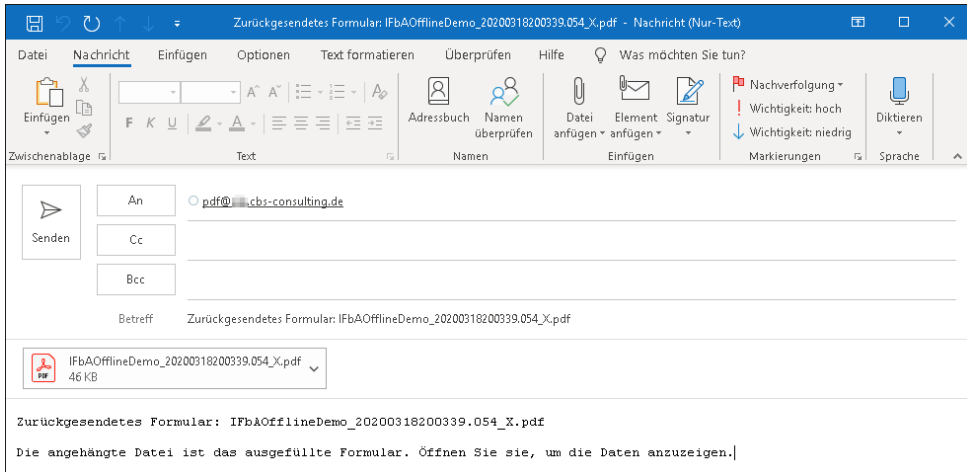 Zurückgesendetes Formular: IFbAOfflineDemo_20200318200339.054_X.pdf - Nachricht (Nur-Text)
Datei Nachricht Einfügen Optionen Text formatieren Überprüfen Hilfe Was möchten Sie tun?
Einfügen
Zwischenablage
F K U A
Text
Adressbuch
Namen überprüfen
Namen
Datei anfügen
Element anfügen
Signatur
Einfügen
Nachverfolgung
Wichtigkeit: hoch
Wichtigkeit: niedrig
Markierungen
Diktieren
Sprache
Senden
An pdf@ .cbs-consulting.de
Cc
Bcc
Betreff Zurückgesendetes Formular: IFbAOfflineDemo_20200318200339.054_X.pdf
PDF
IFbAOfflineDemo_20200318200339.054_X.pdf
46 KB
Zurückgesendetes Formular: IFbAOfflineDemo_20200318200339.054_X.pdf
Die angehängte Datei ist das ausgefüllte Formular. Öffnen Sie sie, um die Daten anzuzeigen.